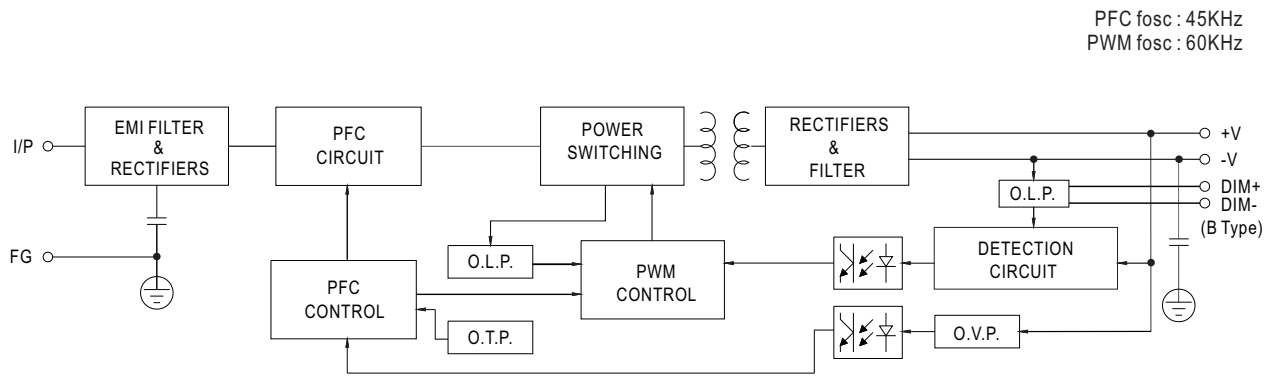 PFC fosc : 45KHz
PWM fosc : 60KHz
I/P
EMI FILTER
&
RECTIFIERS
PFC
CIRCUIT
POWER
SWITCHING
RECTIFIERS
&
FILTER
+V
-V
O.L.P.
DIM+
DIM-
(B Type)
FG
O.L.P.
PFC
CONTROL
PWM
CONTROL
DETECTION
CIRCUIT
O.T.P.
O.V.P.